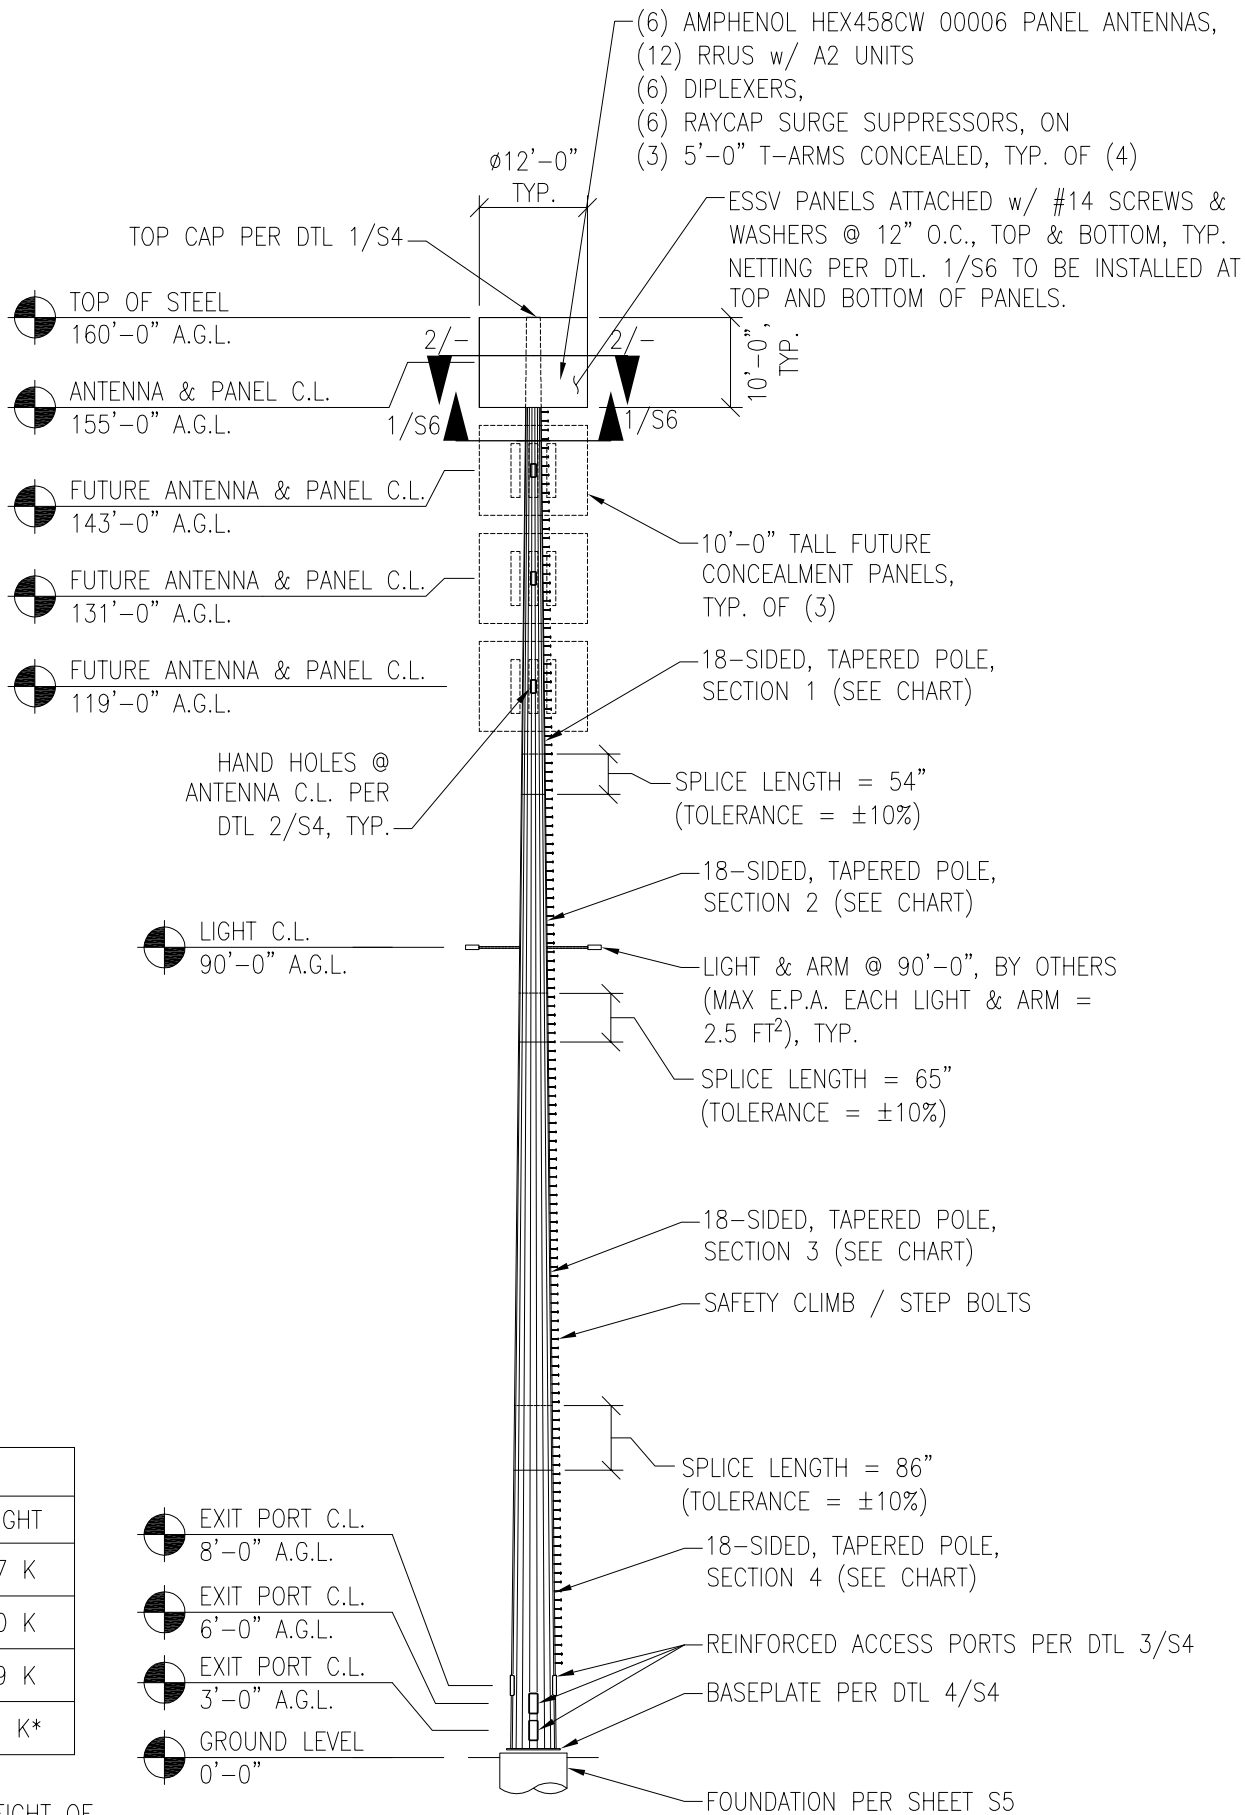 (6) AMPHENOL HEX458CW 00006 PANEL ANTENNAS,
(12) RRUS w/ A2 UNITS
(6) DIPLEXERS,
(6) RAYCAP SURGE SUPPRESSORS, ON
(3) 5'-0" T-ARMS CONCEALED, TYP. OF (4)
ø12'-0"
TYP.
ESSV PANELS ATTACHED w/ #14 SCREWS &
WASHERS @ 12" O.C., TOP & BOTTOM, TYP.
NETTING PER DTL. 1/S6 TO BE INSTALLED AT
TOP AND BOTTOM OF PANELS.
TOP CAP PER DTL 1/S4
TOP OF STEEL
160'-0" A.G.L.
2/-
2/-
10'-0",
TYP.
ANTENNA & PANEL C.L.
155'-0" A.G.L.
1/S6
1/S6
FUTURE ANTENNA & PANEL C.L.
143'-0" A.G.L.
10'-0" TALL FUTURE
CONCEALMENT PANELS,
TYP. OF (3)
FUTURE ANTENNA & PANEL C.L.
131'-0" A.G.L.
FUTURE ANTENNA & PANEL C.L.
119'-0" A.G.L.
18-SIDED, TAPERED POLE,
SECTION 1 (SEE CHART)
HAND HOLES @
ANTENNA C.L. PER
DTL 2/S4, TYP.
SPLICE LENGTH = 54"
(TOLERANCE = ±10%)
18-SIDED, TAPERED POLE,
SECTION 2 (SEE CHART)
LIGHT C.L.
90'-0" A.G.L.
LIGHT & ARM @ 90'-0", BY OTHERS
(MAX E.P.A. EACH LIGHT & ARM =
2.5 FT²), TYP.
SPLICE LENGTH = 65"
(TOLERANCE = ±10%)
18-SIDED, TAPERED POLE,
SECTION 3 (SEE CHART)
SAFETY CLIMB / STEP BOLTS
SPLICE LENGTH = 86"
(TOLERANCE = ±10%)
18-SIDED, TAPERED POLE,
SECTION 4 (SEE CHART)
GHT
7 K
0 K
9 K
K*
EXIT PORT C.L.
8'-0" A.G.L.
EXIT PORT C.L.
6'-0" A.G.L.
EXIT PORT C.L.
3'-0" A.G.L.
REINFORCED ACCESS PORTS PER DTL 3/S4
BASEPLATE PER DTL 4/S4
GROUND LEVEL
0'-0"
FOUNDATION PER SHEET S5